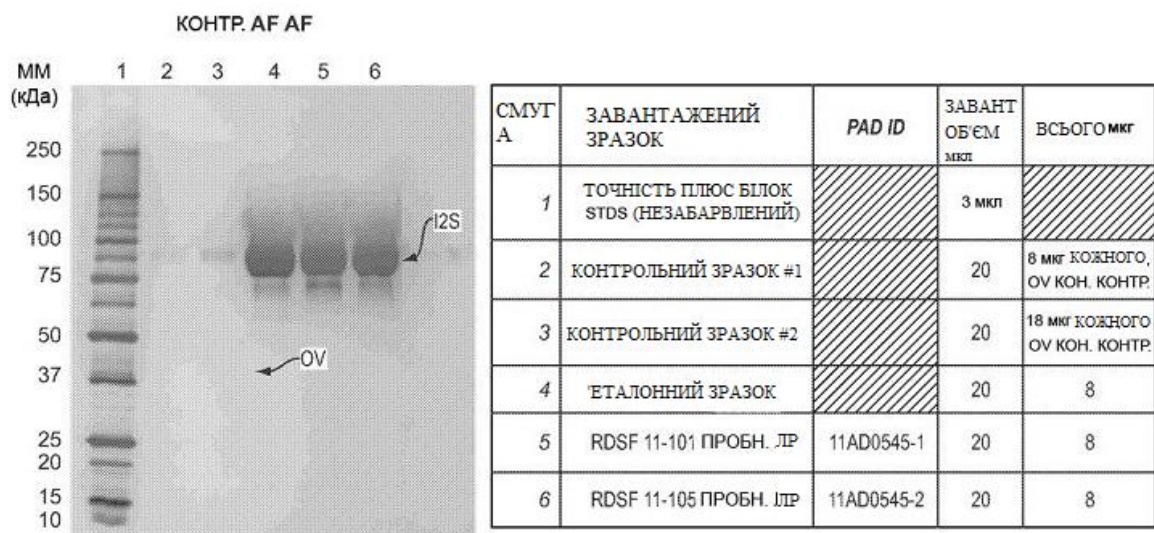 КОНТР. AF AF
ММ
(кДа)
1 2 3 4 5 6
250
150
100
75
50
37
25
20
15
10
I2S
OV
СМУГ
А
ЗАВАНТАЖЕНИЙ
ЗРАЗОК
PAD ID
ЗАВАНТ
ОБ'ЄМ
мкл
ВСЬОГО мкг
1
ТОЧНІСТЬ ПЛЮС БІЛОК
STDS (НЕЗАБАРВЛЕНИЙ)
3 мкл
2
КОНТРОЛЬНИЙ ЗРАЗОК #1
20
8 мкг КОЖНОГО,
OV КОН. КОНТР.
3
КОНТРОЛЬНИЙ ЗРАЗОК #2
20
18 мкг КОЖНОГО
OV КОН. КОНТР.
4
'ЕТАЛОННИЙ ЗРАЗОК
20
8
5
RDSF 11-101 ПРОБН. ЛР
11AD0545-1
20
8
6
RDSF 11-105 ПРОБН. ЛР
11AD0545-2
20
8